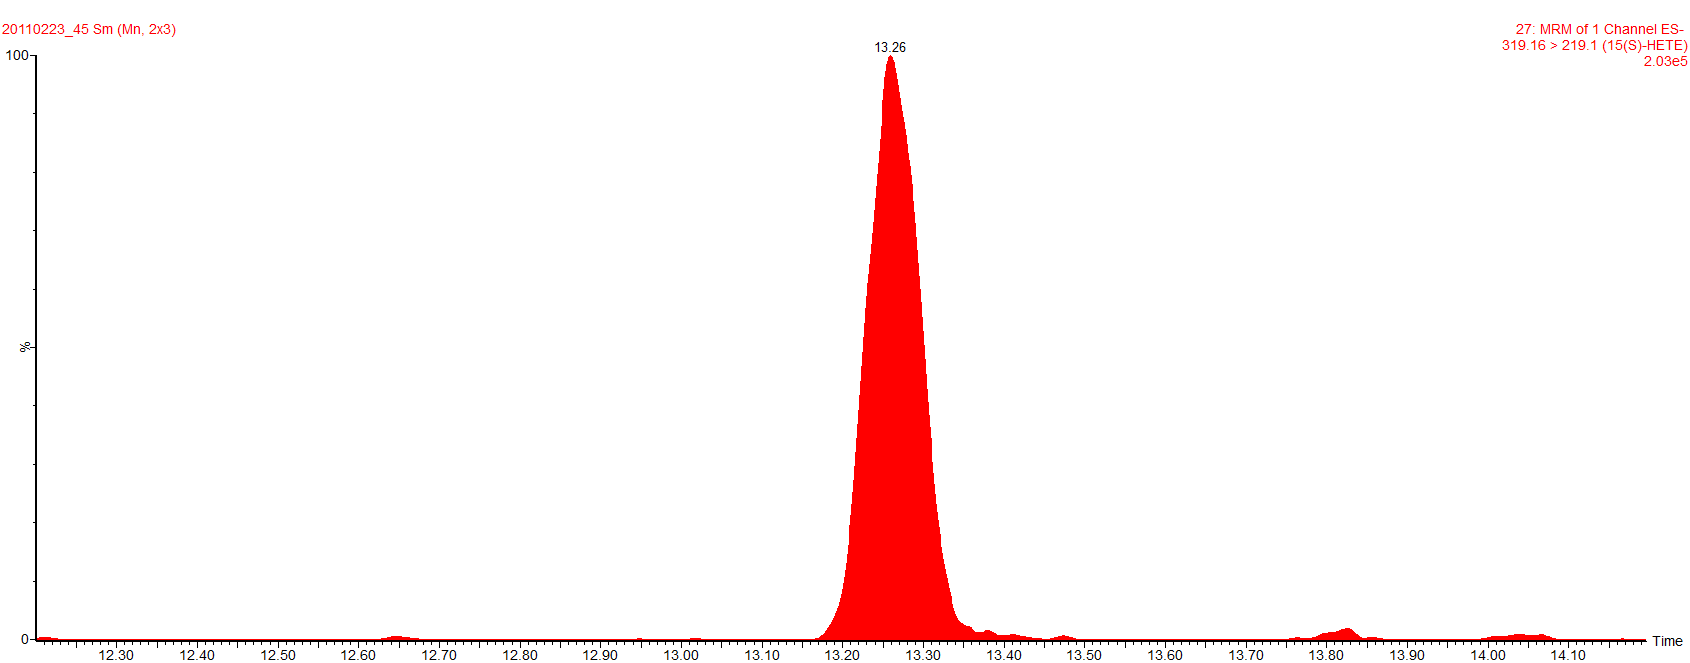 20110223_45 Sm (Mn, 2x3)
27: MRM of 1 Channel ES-
319.16 > 219.1 (15(S)-HETE)
2.03e5
13.26
100
%
0
12.30 12.40 12.50 12.60 12.70 12.80 12.90 13.00 13.10 13.20 13.30 13.40 13.50 13.60 13.70 13.80 13.90 14.00 14.10 Time